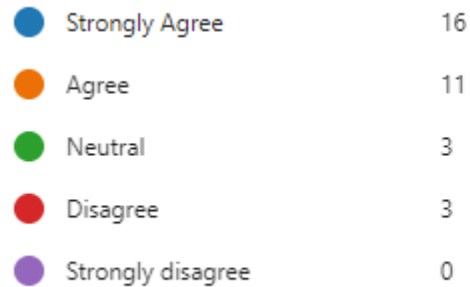 Strongly Agree 16
Agree 11
Neutral 3
Disagree 3
Strongly disagree 0